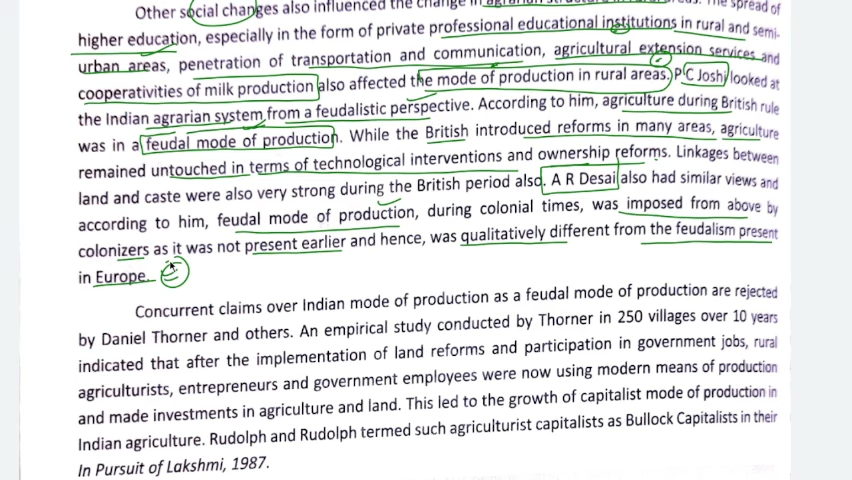 Other social changes also influenced the change in agrarian structure in rural areas. The spread of
higher education, especially in the form of private professional educational institutions in rural and semi-
urban areas, penetration of transportation and communication, agricultural extension services and
cooperativities of milk production also affected the mode of production in rural areas. P C Joshi looked at
the Indian agrarian system from a feudalistic perspective. According to him, agriculture during British rule
was in a feudal mode of production. While the British introduced reforms in many areas, agriculture
remained untouched in terms of technological interventions and ownership reforms. Linkages between
land and caste were also very strong during the British period also. A R Desai also had similar views and
according to him, feudal mode of production, during colonial times, was imposed from above by
colonizers as it was not present earlier and hence, was qualitatively different from the feudalism present
in Europe.
Concurrent claims over Indian mode of production as a feudal mode of production are rejected
by Daniel Thorner and others. An empirical study conducted by Thorner in 250 villages over 10 years
indicated that after the implementation of land reforms and participation in government jobs, rural
agriculturists, entrepreneurs and government employees were now using modern means of production
and made investments in agriculture and land. This led to the growth of capitalist mode of production in
Indian agriculture. Rudolph and Rudolph termed such agriculturist capitalists as Bullock Capitalists in their
In Pursuit of Lakshmi, 1987.